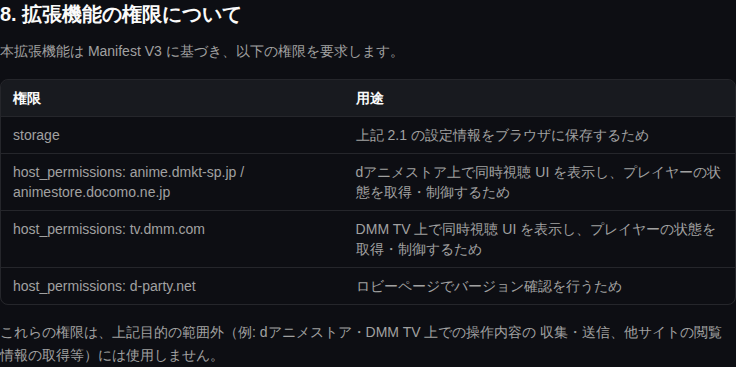 8. 拡張機能の権限について
本拡張機能は Manifest V3 に基づき、以下の権限を要求します。
権限 用途
storage 上記 2.1 の設定情報をブラウザに保存するため
host_permissions: anime.dmkt-sp.jp /
animestore.docomo.ne.jp
dアニメストア上で同時視聴 UI を表示し、プレイヤーの状
態を取得・制御するため
host_permissions: tv.dmm.com
DMM TV 上で同時視聴 UI を表示し、プレイヤーの状態を
取得・制御するため
host_permissions: d-party.net ロビーページでバージョン確認を行うため
これらの権限は、上記目的の範囲外（例: dアニメストア・DMM TV 上での操作内容の 収集・送信、他サイトの閲覧
情報の取得等）には使用しません。